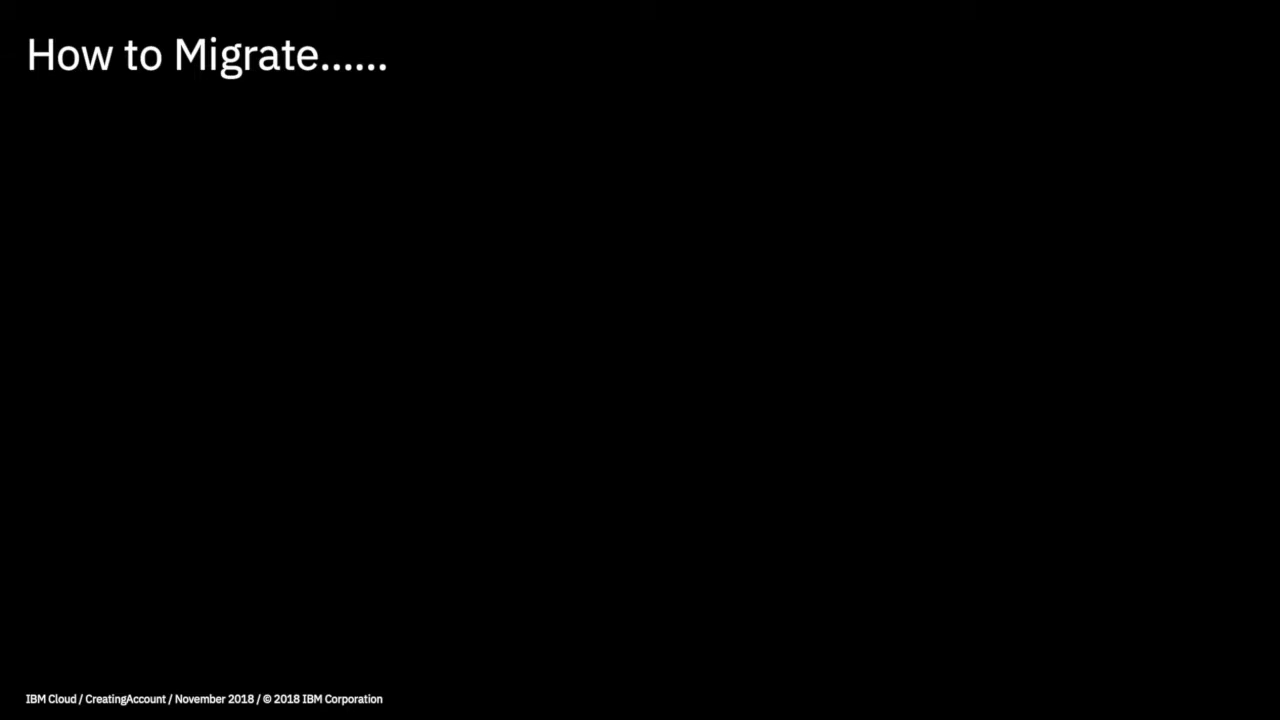 How to Migrate......
IBM Cloud / CreatingAccount / November 2018 / © 2018 IBM Corporation